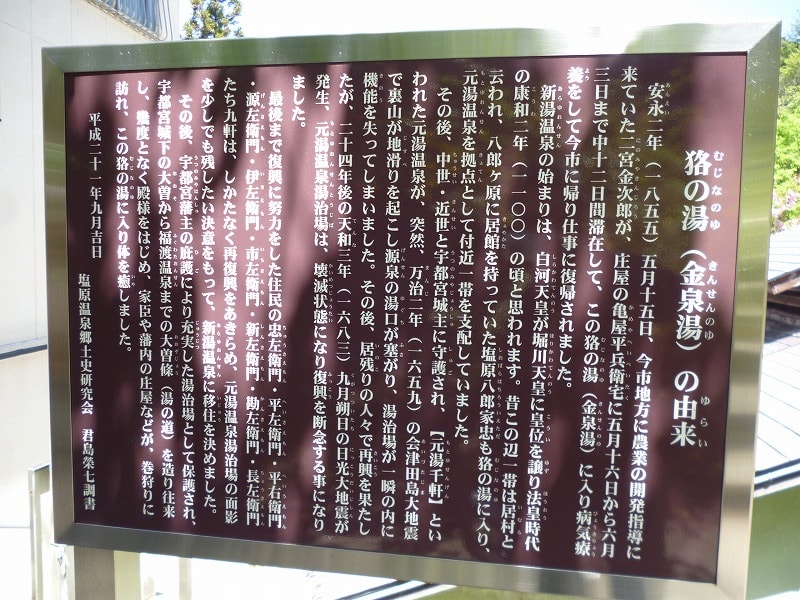 狢の湯（金泉湯）の由来
安永二年（一八五五）五月十五日、今市地方に農業の開発指導に
来ていた二宮金次郎が、庄屋の亀屋平兵衛宅に五月十六日から六月
三日まで中十二日間滞在して、この狢の湯（金泉湯）に入り病気療
養をして今市に帰り仕事に復帰されました。
新湯温泉の始まりは、白河天皇が堀川天皇に皇位を譲り法皇時代
の康和二年（一一〇〇）の頃と思われます。昔この辺一帯は居村と
云われ、八郎ヶ原に居館を持っていた塩原八郎家忠も狢の湯に入り、
元湯温泉を拠点として付近一帯を支配していました。
その後、中世・近世と宇都宮城主に守護され、【元湯千軒】とい
われた元湯温泉が、突然、万治二年（一六五九）の会津田島大地震
で裏山が地滑りを起こし源泉の湯口が塞がり、湯治場が一瞬の内に
機能を失ってしまいました。その後、居残りの人々で再興を果たし
たが、二十四年後の天和三年（一六八三）九月朔日の日光大地震が
発生、元湯温泉湯治場は、壊滅状態になり復興を断念する事になり
ました。
最後まで復興に努力をした住民の忠左衛門・平左衛門・平右衛門
・源左衛門・伊左衛門・市左衛門・新左衛門・勘左衛門・長左衛門
たち九軒は、しかたなく再復興をあきらめ、元湯温泉湯治場の面影
を少しでも残したい決意をもって、新湯温泉に移住を決めました。
その後、宇都宮藩主の庇護により充実した湯治場として保護され、
宇都宮城下の大曽から福渡温泉までの大曽條（湯の道）を造り往来
し、幾度となく殿様をはじめ、家臣や藩内の庄屋などが、巻狩りに
訪れ、この狢の湯に入り体を癒しました。
平成二十一年九月吉日
塩原温泉郷土史研究会　君島榮七調書